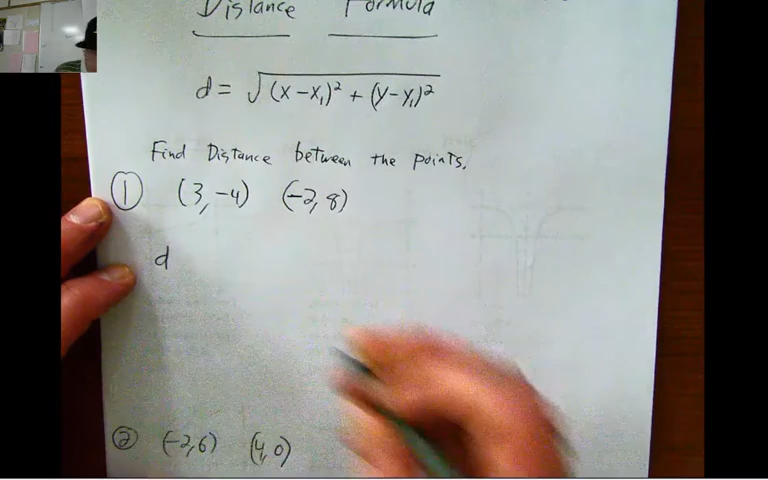 Distance Formula
d = √(x-x₁)² + (y-y₁)²
Find Distance between the points.
① (3,-4) (-2,8)
d
② (-2,6) (4,0)